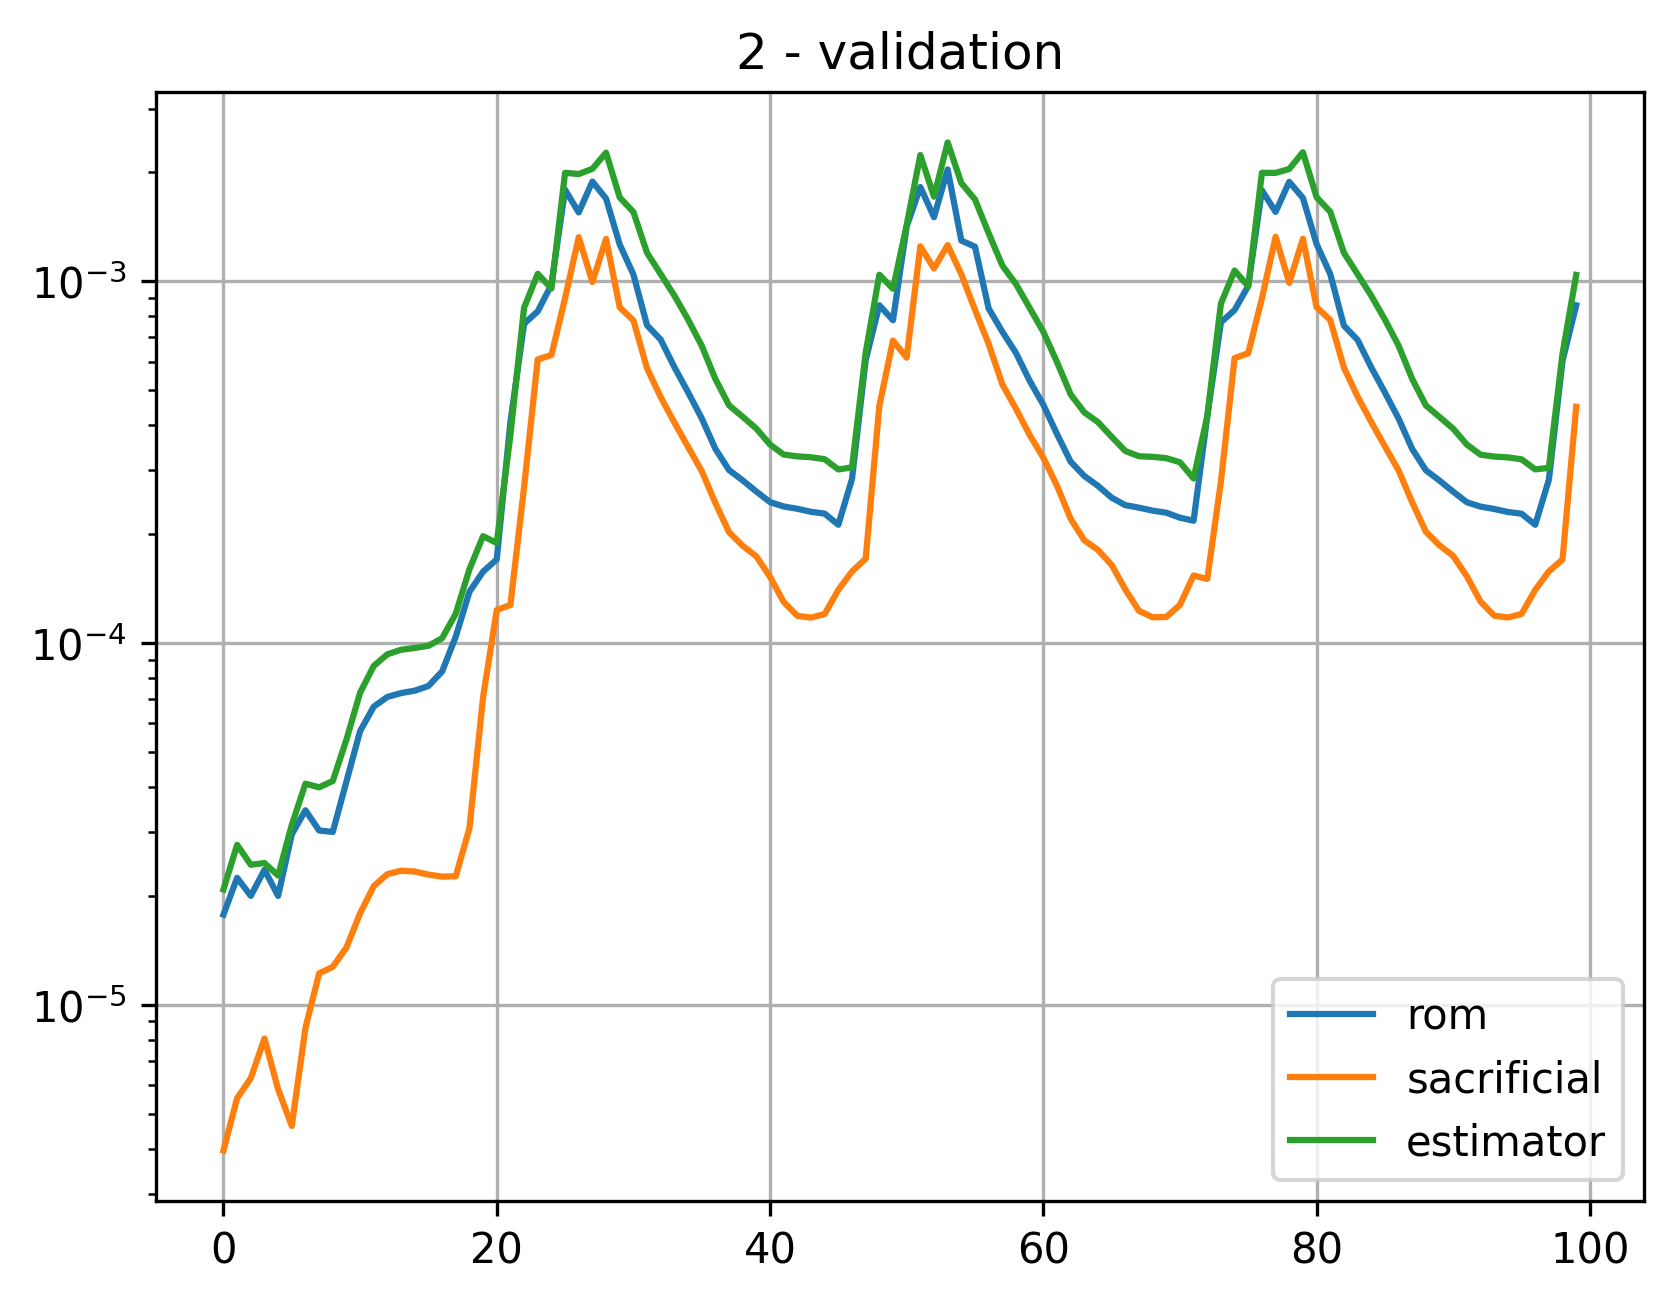 2 - validation
10⁻³
10⁻⁴
10⁻⁵
0 20 40 60 80 100
rom
sacrificial
estimator